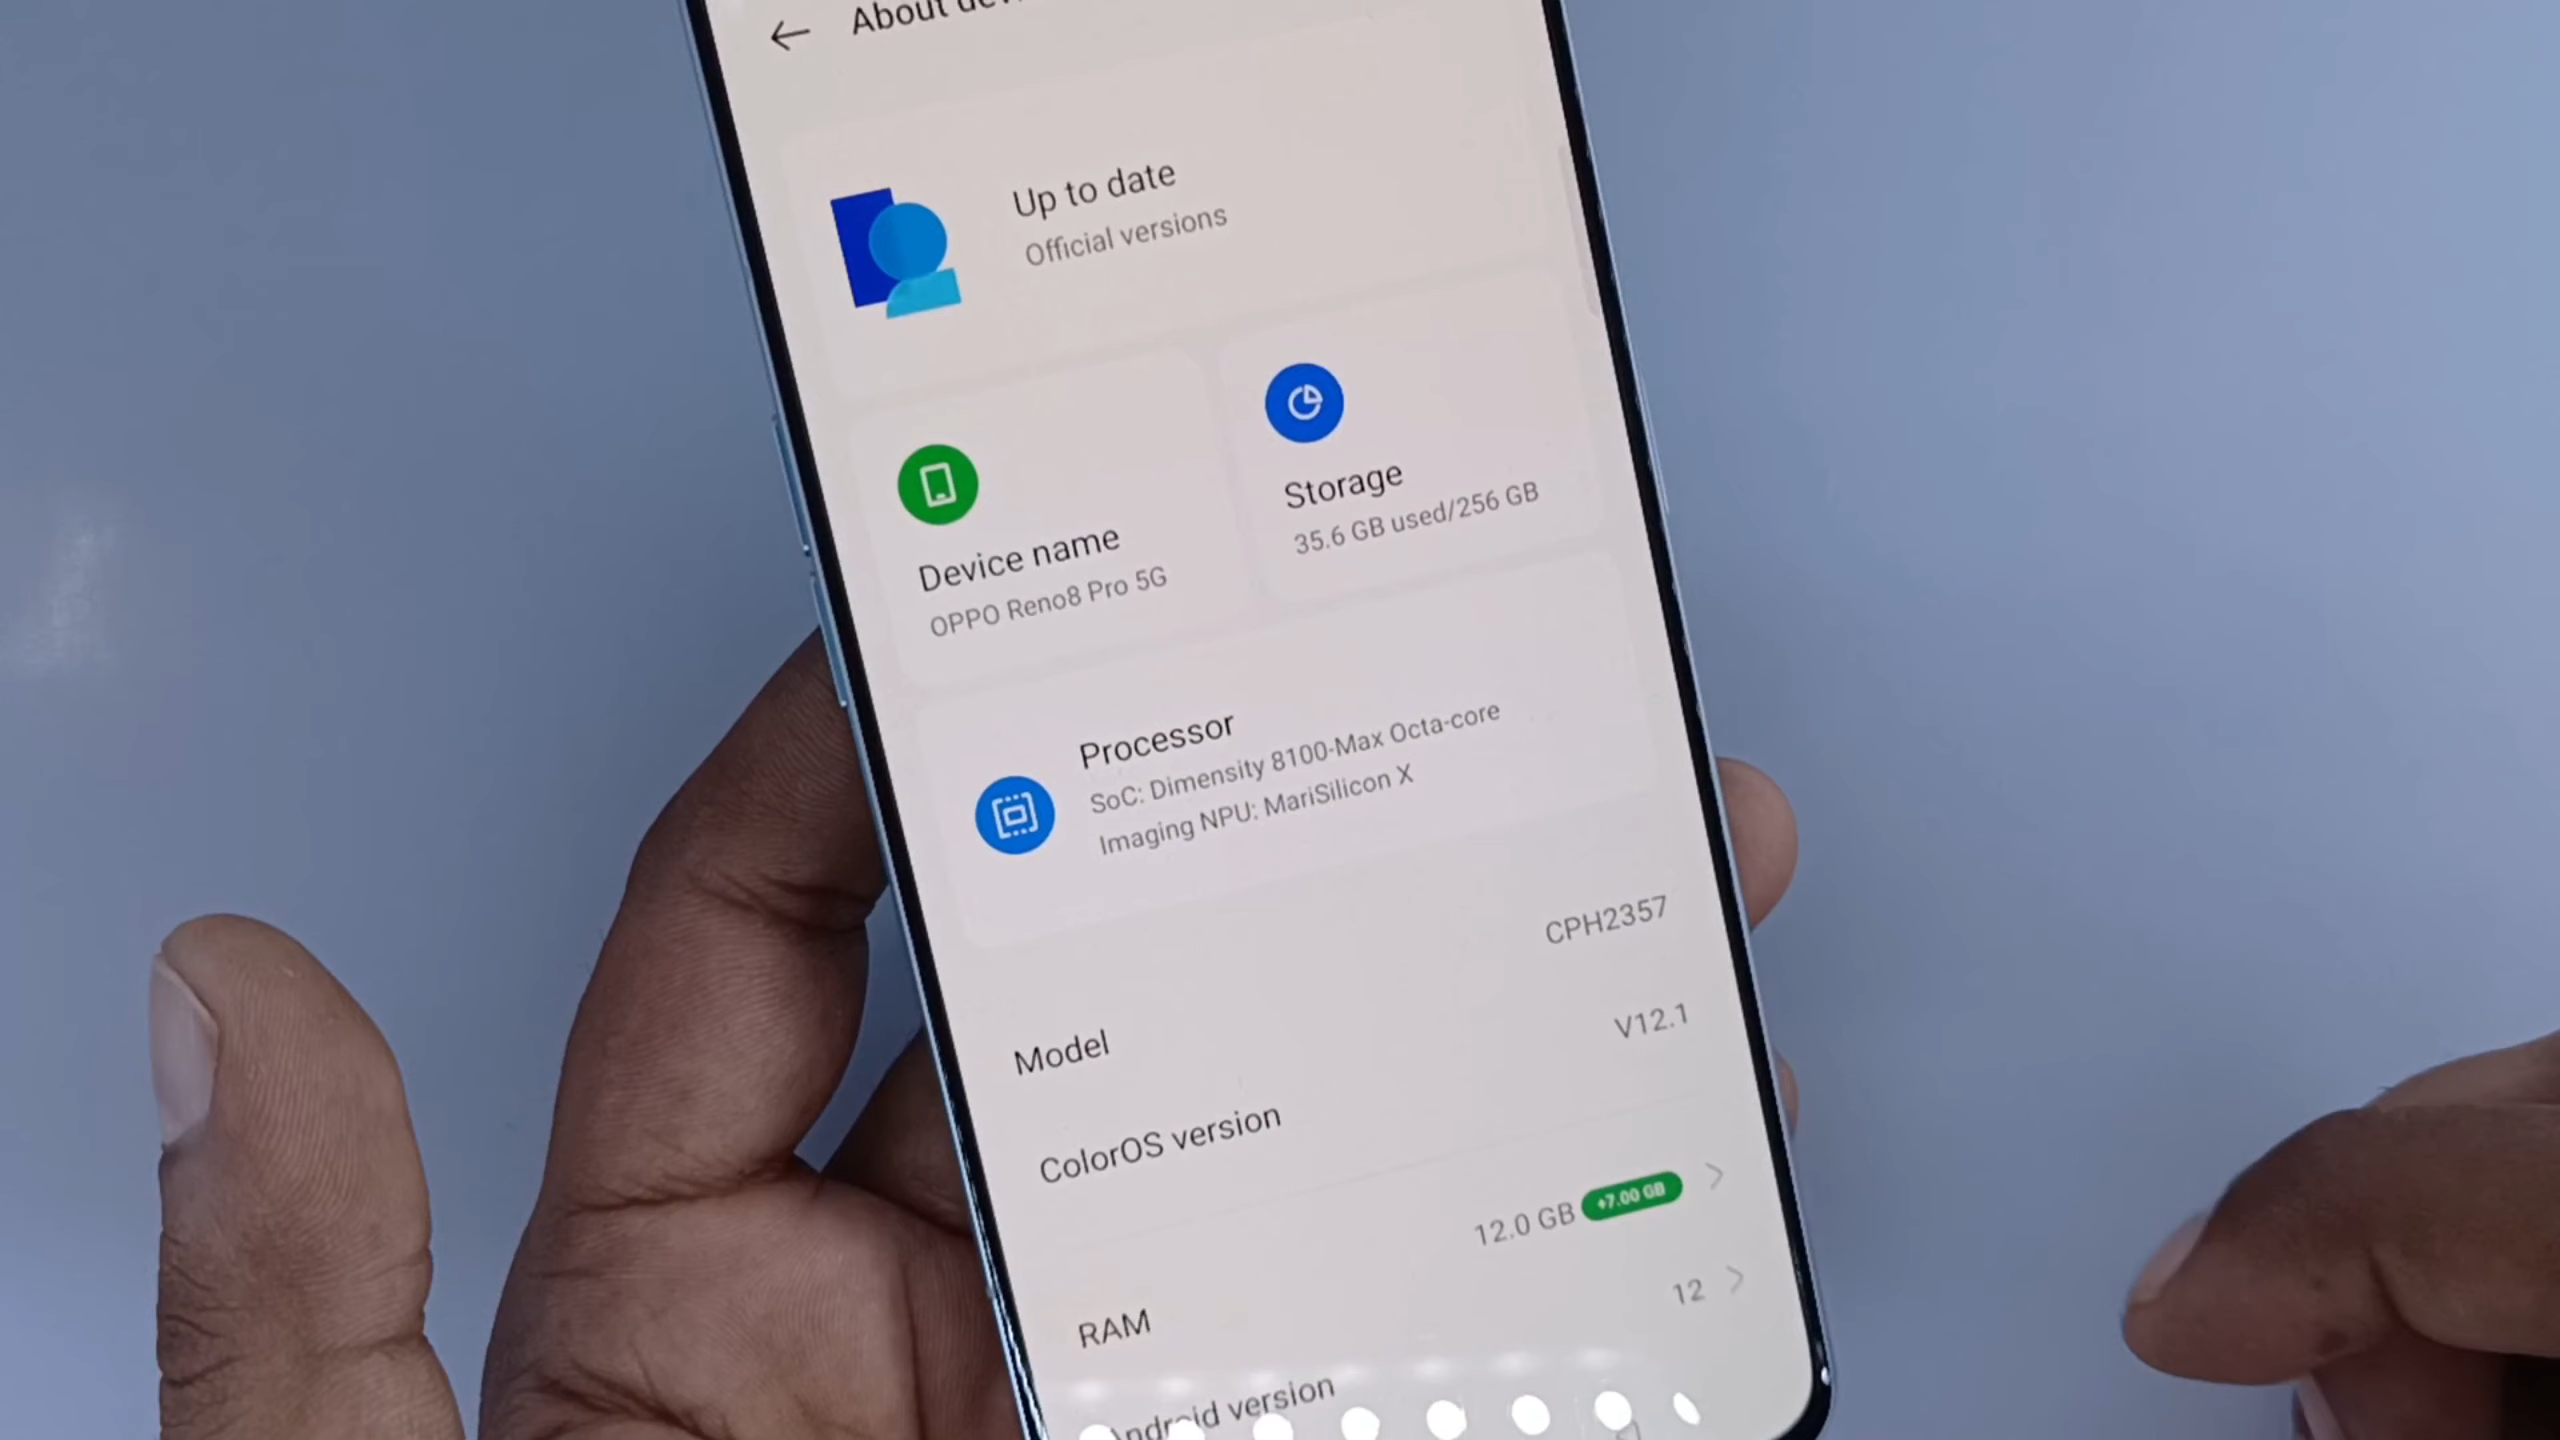 About
Up to date
Official versions
Device name
OPPO Reno8 Pro 5G
Storage
35.6 GB used/256 GB
Processor
SoC: Dimensity 8100-Max Octa-core
Imaging NPU: MariSilicon X
Model
CPH2357
ColorOS version
V12.1
RAM
12.0 GB +7.00 GB
Android version
12